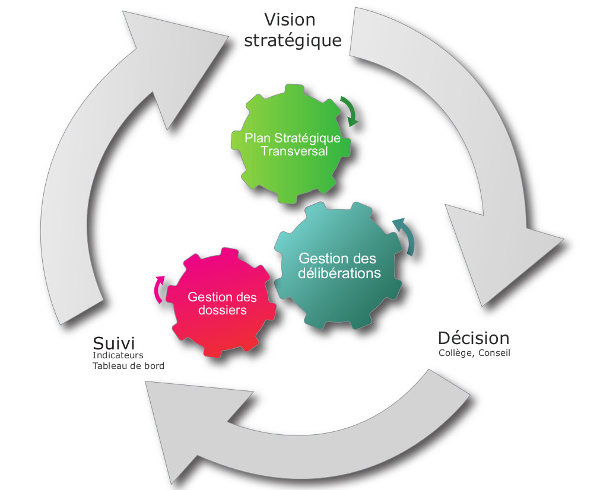 Vision
stratégique
Plan Stratégique
Transversal
Gestion des
délibérations
Gestion des
dossiers
Suivi
Indicateurs
Tableau de bord
Décision
Collège, Conseil